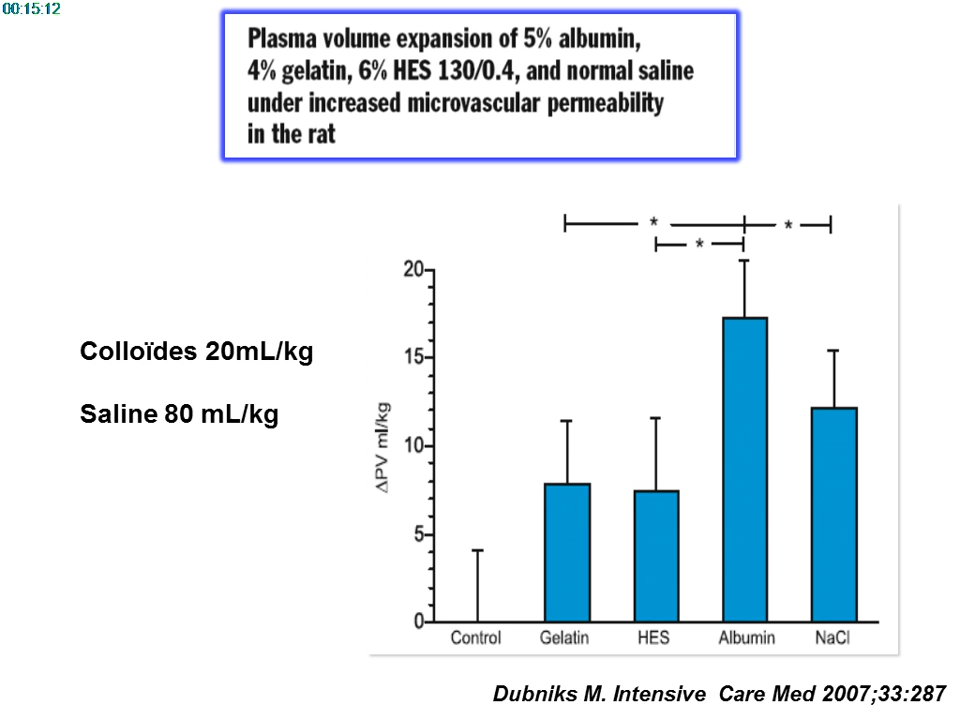 00:15:12
Plasma volume expansion of 5% albumin,
4% gelatin, 6% HES 130/0.4, and normal saline
under increased microvascular permeability
in the rat
* *
*
20
15
10
5
0
ΔPV ml/kg
Colloïdes 20mL/kg
Saline 80 mL/kg
Control Gelatin HES Albumin NaCl
Dubniks M. Intensive Care Med 2007;33:287